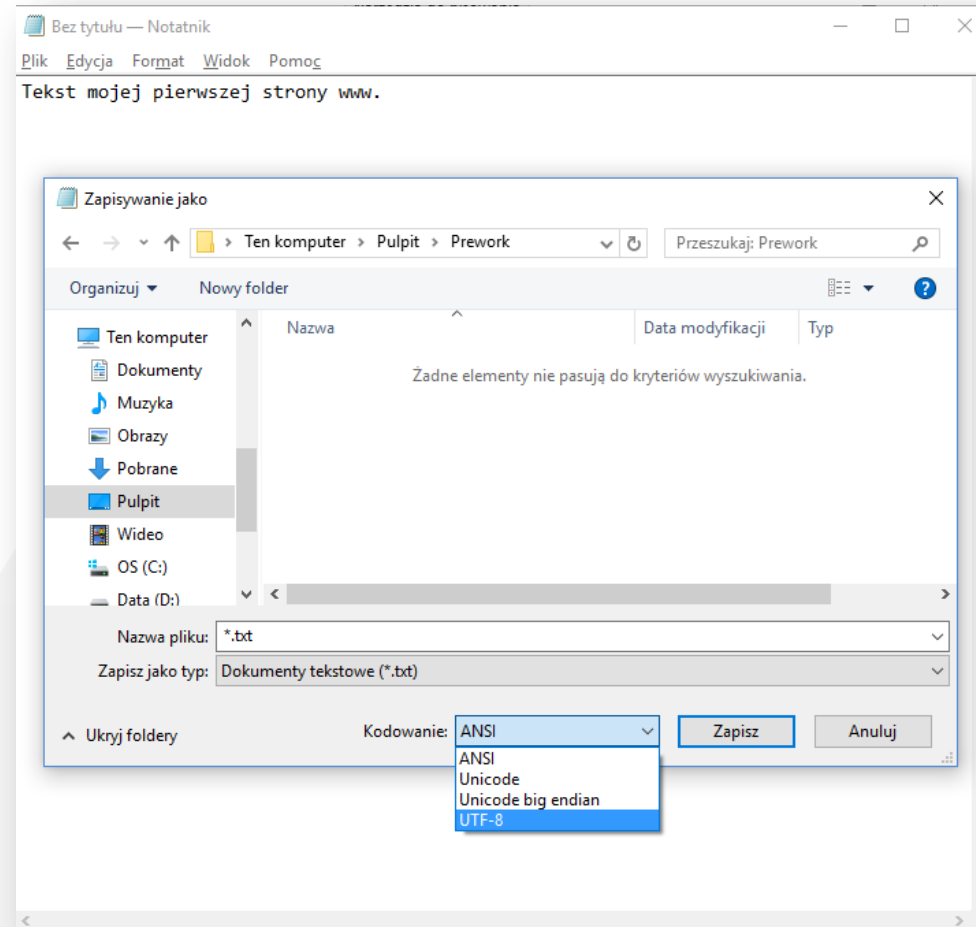 Bez tytułu — Notatnik
Plik Edycja Format Widok Pomoc
Tekst mojej pierwszej strony www.
Zapisywanie jako
Ten komputer > Pulpit > Prework
Przeszukaj: Prework
Organizuj
Nowy folder
Nazwa
Data modyfikacji
Typ
Żadne elementy nie pasują do kryteriów wyszukiwania.
Ten komputer
Dokumenty
Muzyka
Obrazy
Pobrane
Pulpit
Wideo
OS (C:)
Data (D:)
Nazwa pliku: *.txt
Zapisz jako typ: Dokumenty tekstowe (*.txt)
Ukryj foldery
Kodowanie: ANSI
Zapisz
Anuluj
ANSI
Unicode
Unicode big endian
UTF-8